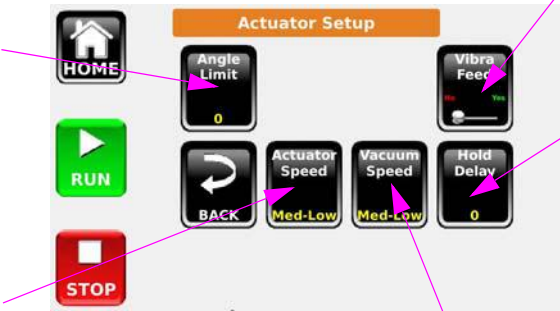 Actuator Setup
HOME
Angle
Limit
0
Vibra
Feed
No
Yes
RUN
BACK
Actuator
Speed
Med-Low
Vacuum
Speed
Med-Low
Hold
Delay
0
STOP